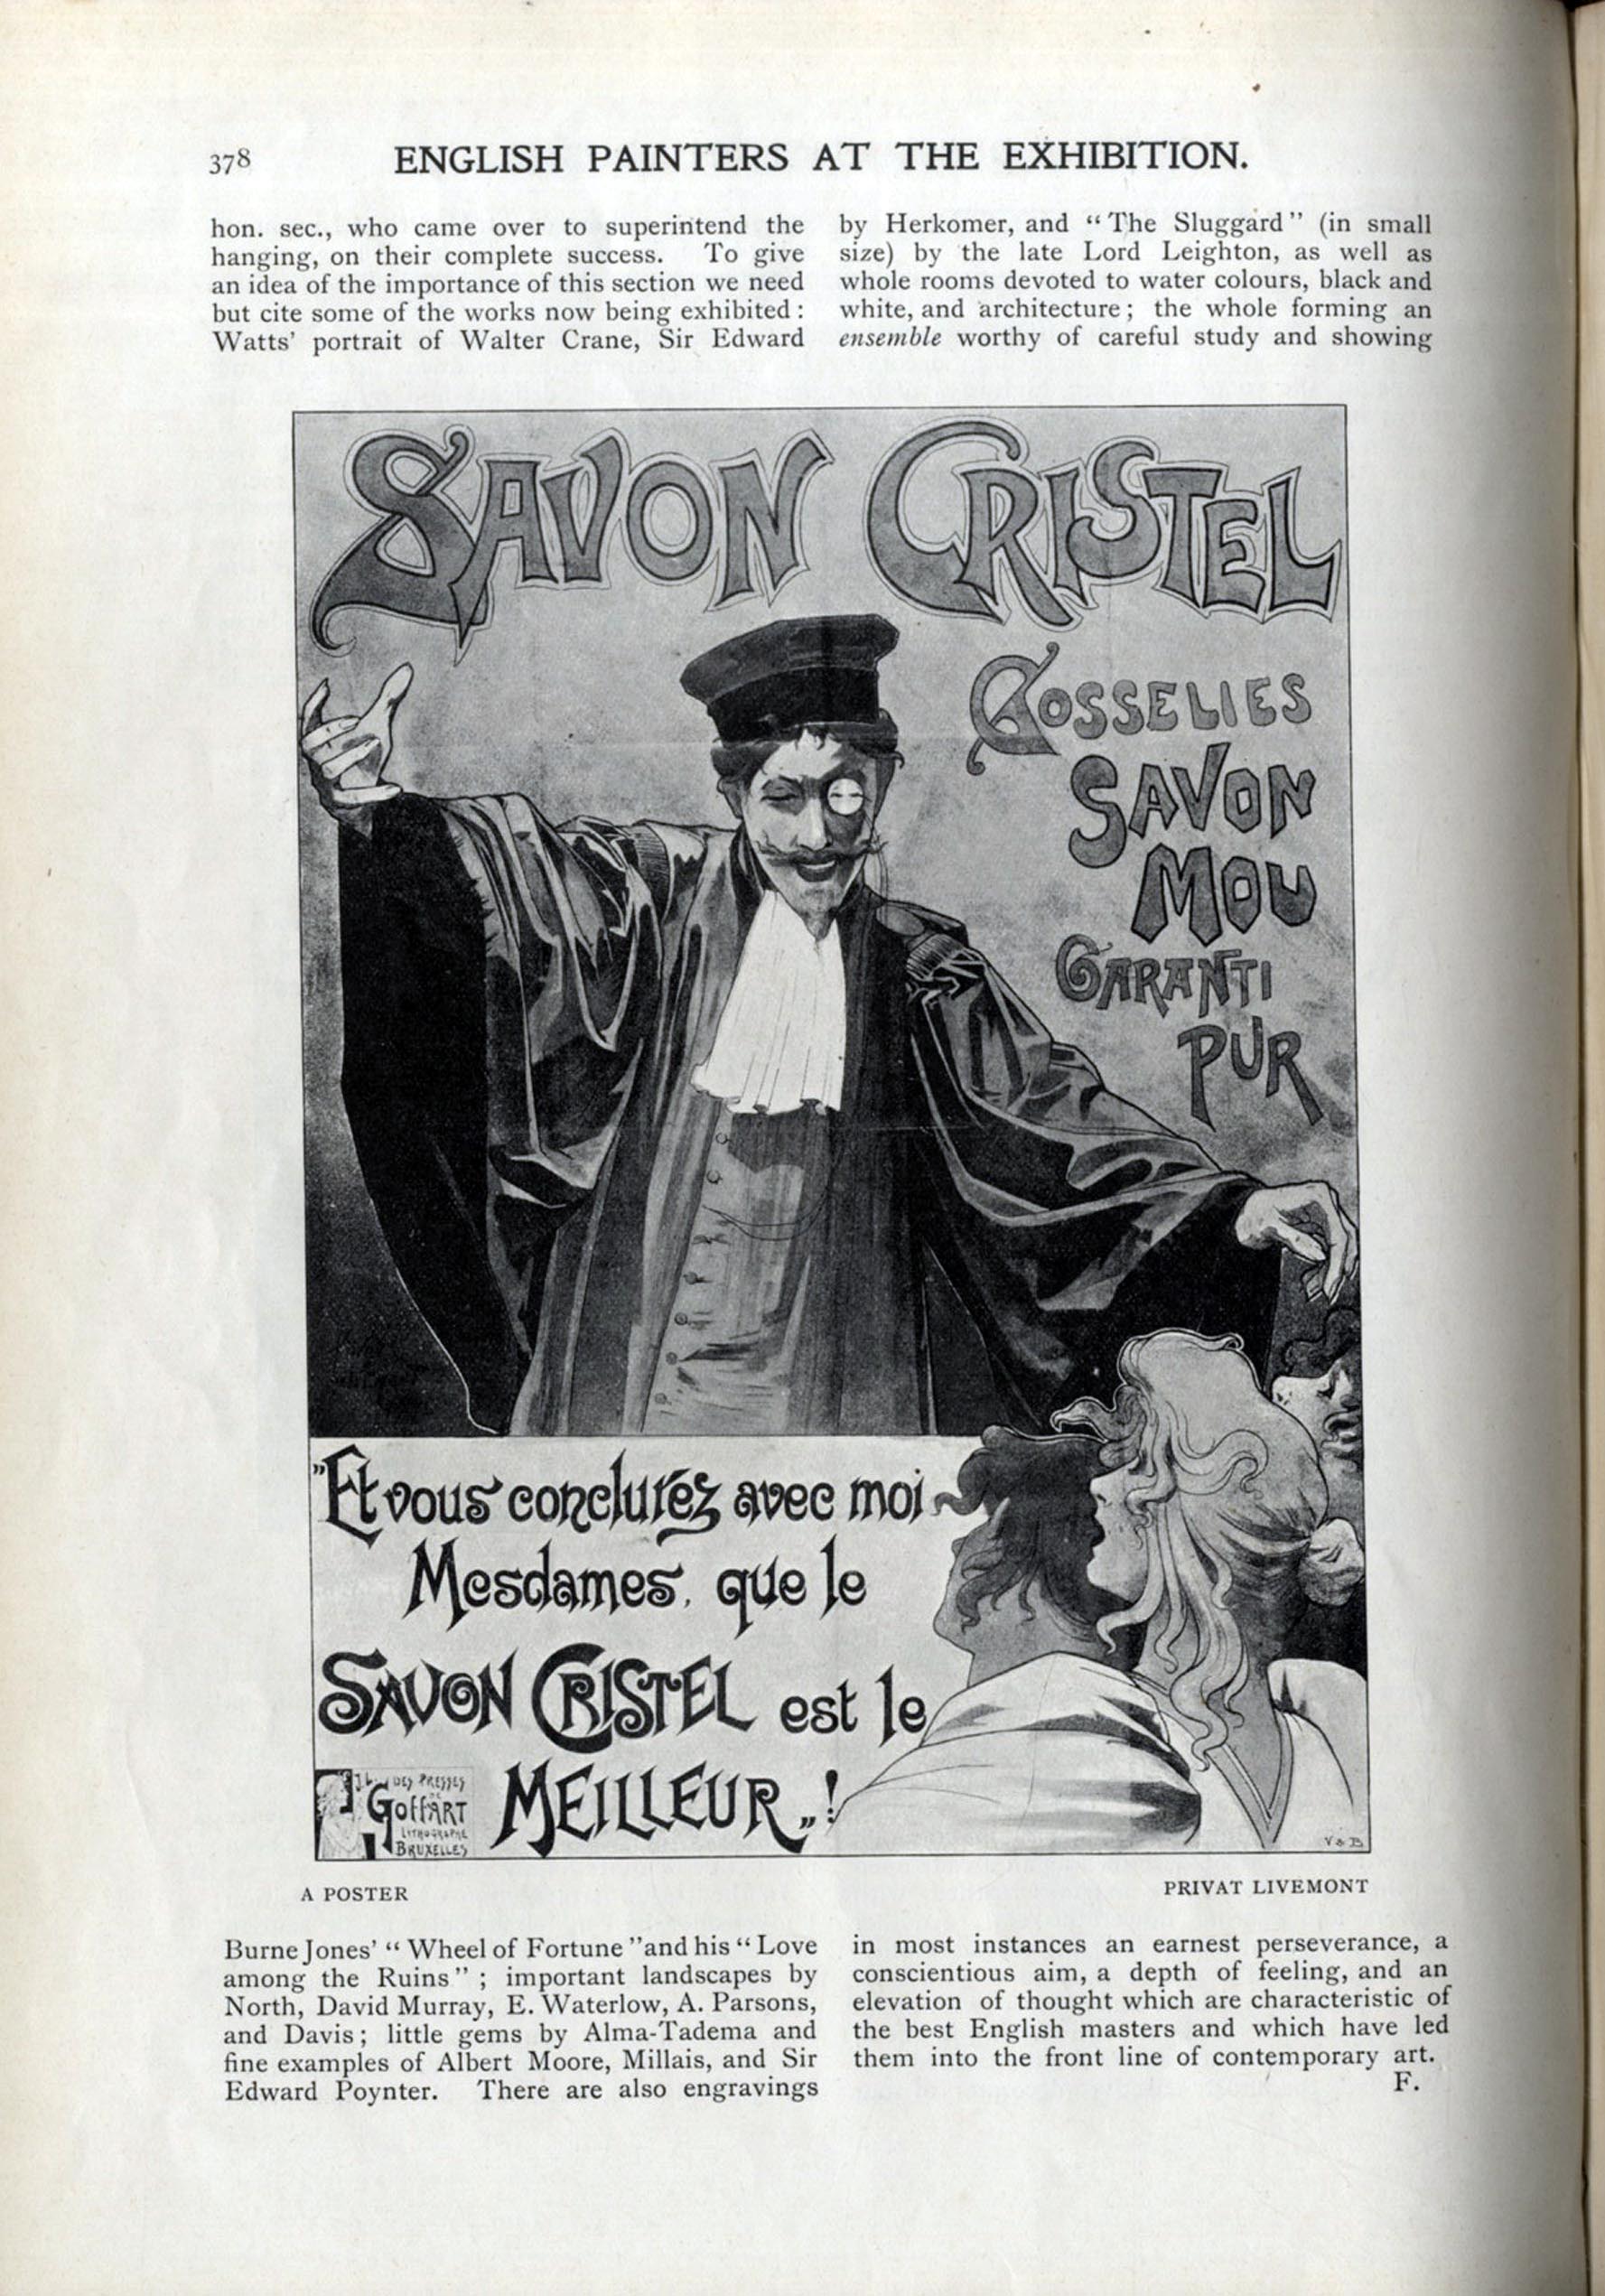 378
ENGLISH PAINTERS AT THE EXHIBITION.
hon. sec., who came over to superintend the
hanging, on their complete success. To give
an idea of the importance of this section we need
but cite some of the works now being exhibited :
Watts' portrait of Walter Crane, Sir Edward
by Herkomer, and “The Sluggard” (in small
size) by the late Lord Leighton, as well as
whole rooms devoted to water colours, black and
white, and architecture ; the whole forming an
ensemble worthy of careful study and showing
SAVON CRISTEL
GOSSELIES
SAVON
MOU
GARANTI
PUR
"Et vous conclurez avec moi
Mesdames, que le
SAVON CRISTEL est le
MEILLEUR„!
DES PRESSES
GOFFART
LITHOGRAPHE
BRUXELLES
V & B
A POSTER
PRIVAT LIVEMONT
Burne Jones' “ Wheel of Fortune ”and his “ Love
among the Ruins” ; important landscapes by
North, David Murray, E. Waterlow, A. Parsons,
and Davis ; little gems by Alma-Tadema and
fine examples of Albert Moore, Millais, and Sir
Edward Poynter. There are also engravings
in most instances an earnest perseverance, a
conscientious aim, a depth of feeling, and an
elevation of thought which are characteristic of
the best English masters and which have led
them into the front line of contemporary art.
F.